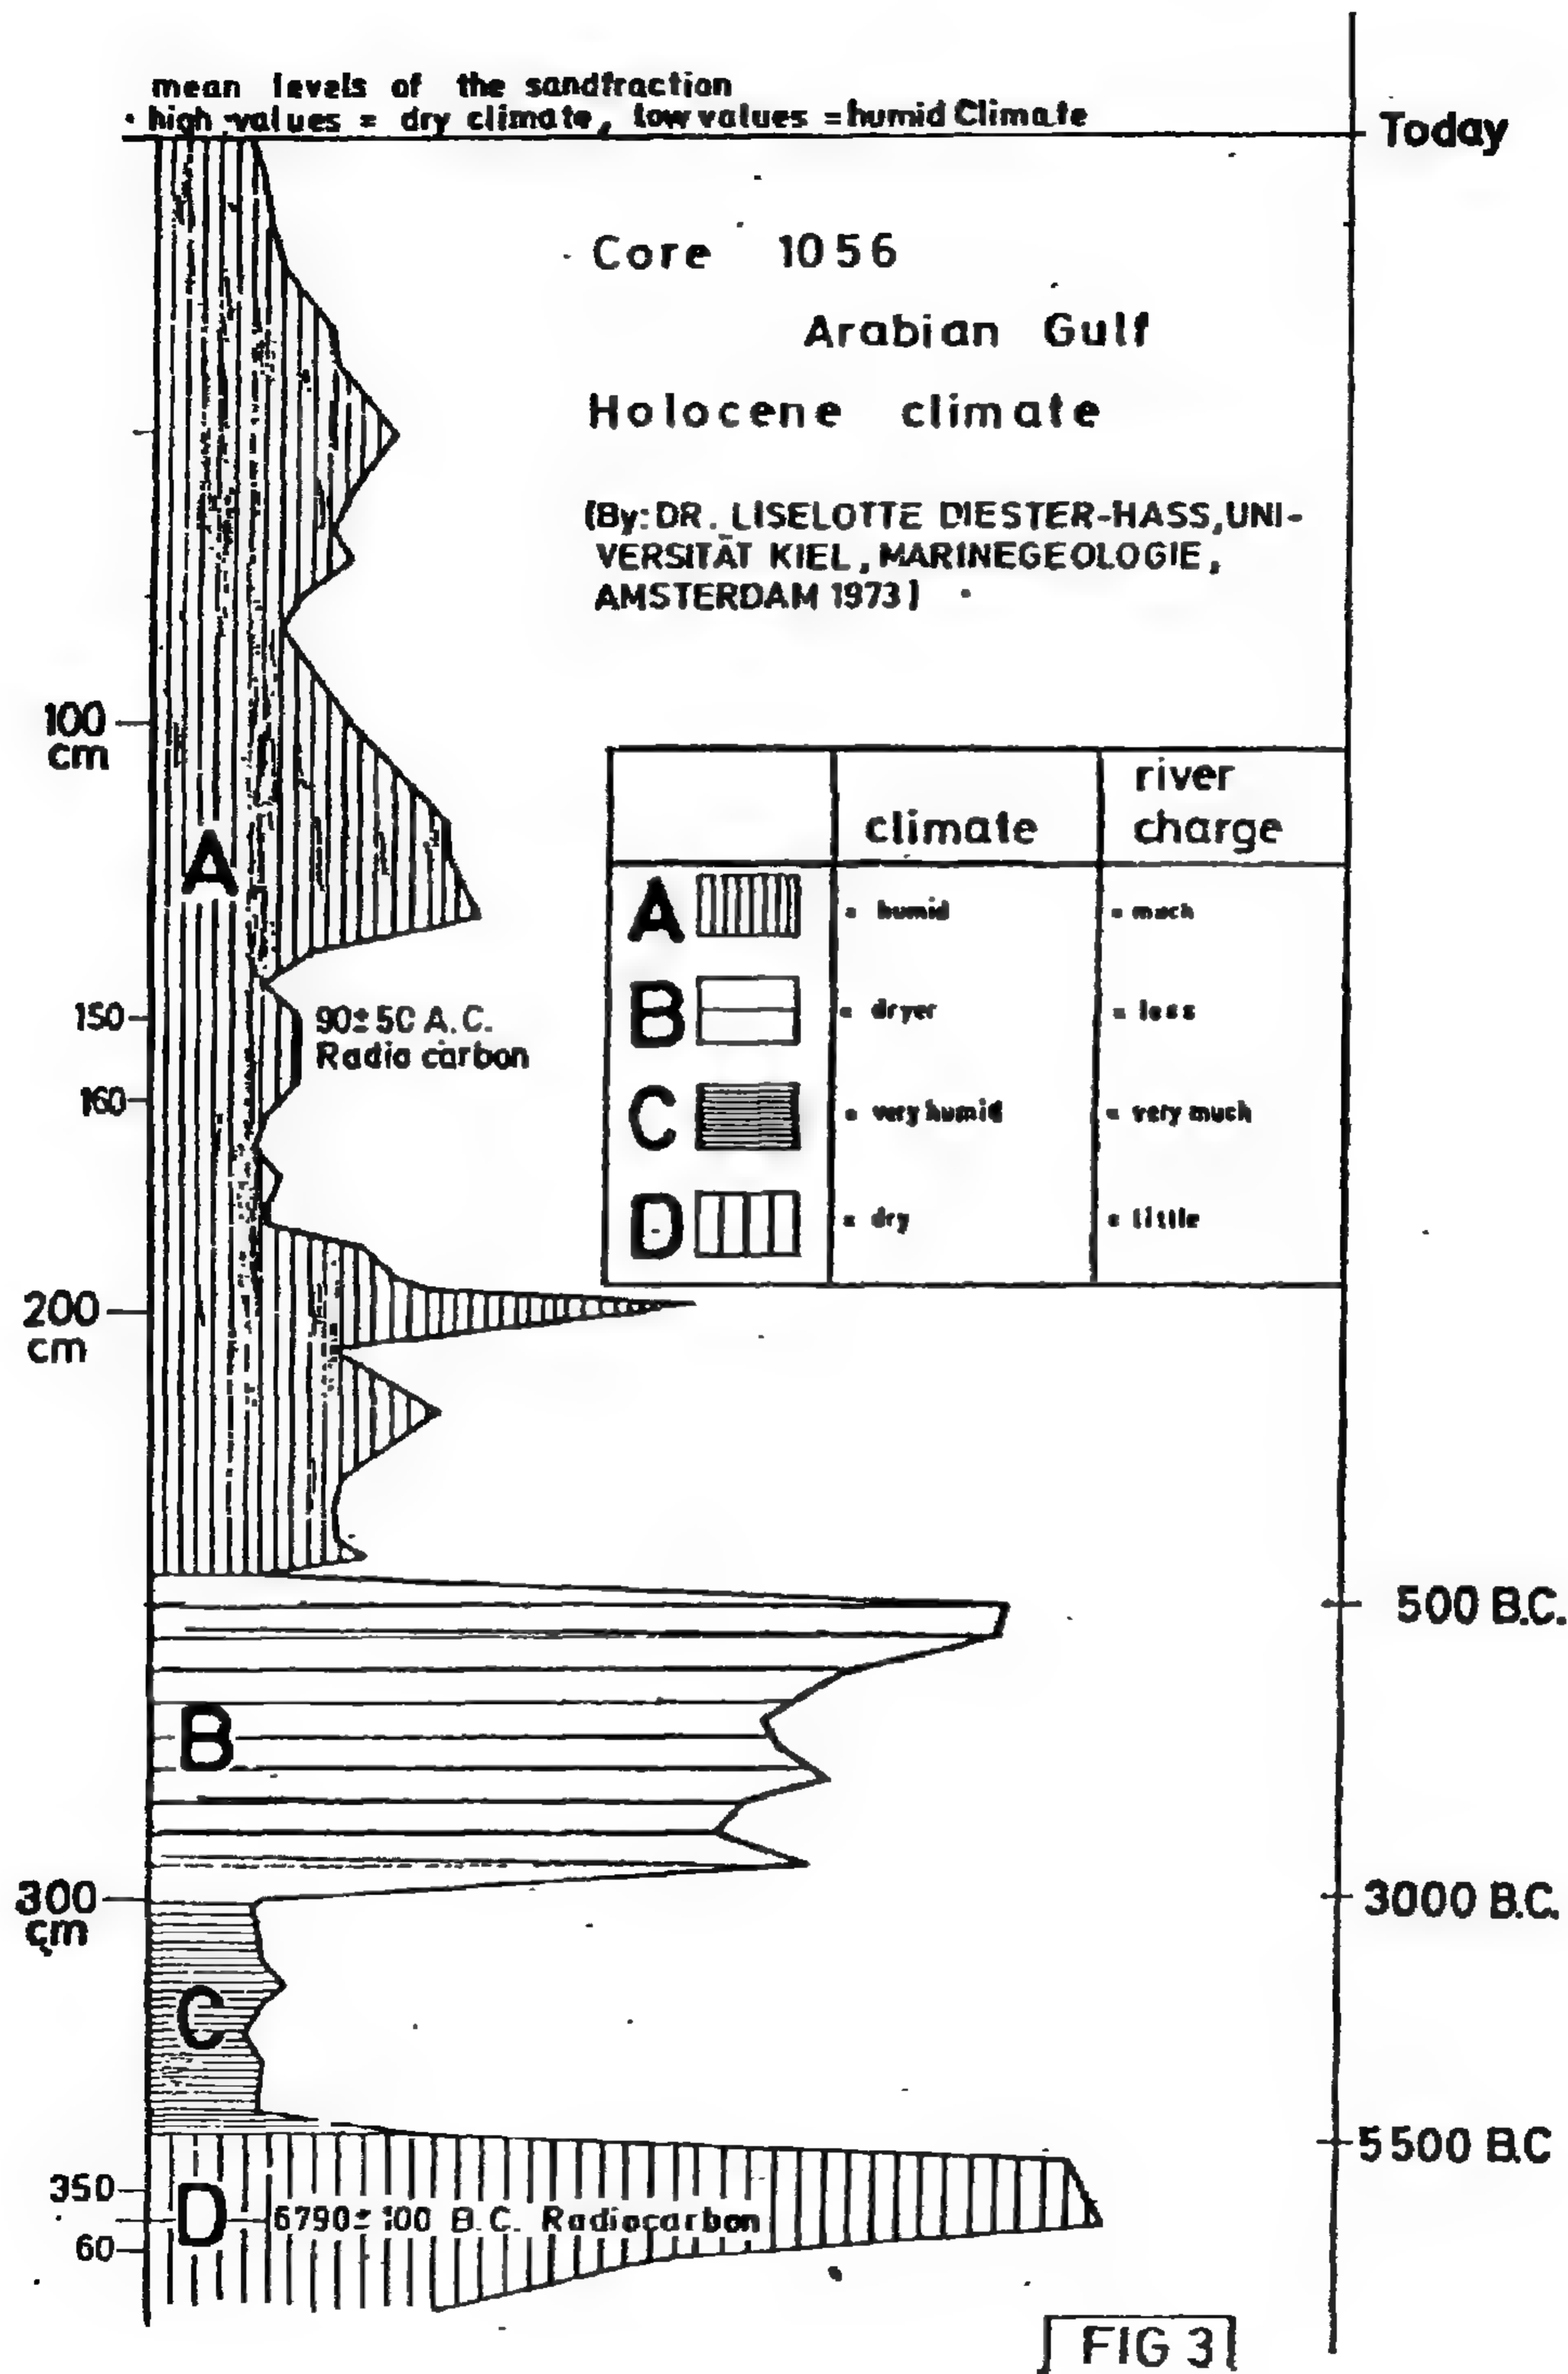 mean levels of the sandfraction
high values = dry climate, low values = humid Climate
Today
Core 1056
Arabian Gulf
Holocene climate
(By: DR. LISELOTTE DIESTER-HASS, UNI-
VERSITÄT KIEL, MARINEGEOLOGIE,
AMSTERDAM 1973)
100
cm
climate
river
charge
A
A = humid = much
B = dryer = less
C = very humid = very much
D = dry = little
150
90±50 A.C.
Radio carbon
160
200
cm
500 B.C.
B
300
cm
3000 B.C.
C
5500 B.C
350
D
6790±100 B.C. Radiocarbon
60
FIG 3